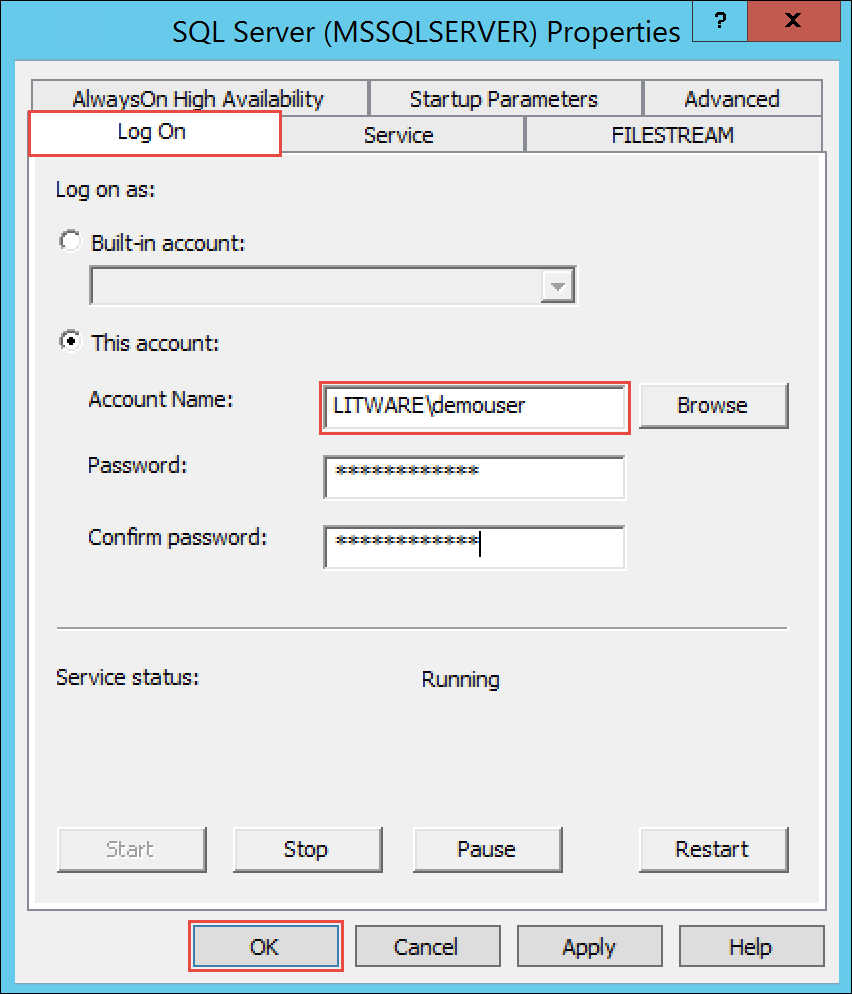 SQL Server (MSSQLSERVER) Properties ? x
AlwaysOn High Availability Startup Parameters Advanced
Log On Service FILESTREAM
Log on as:
Built-in account:
This account:
Account Name: LITWARE\demouser Browse
Password: ************
Confirm password: ************
Service status: Running
Start Stop Pause Restart
OK Cancel Apply Help